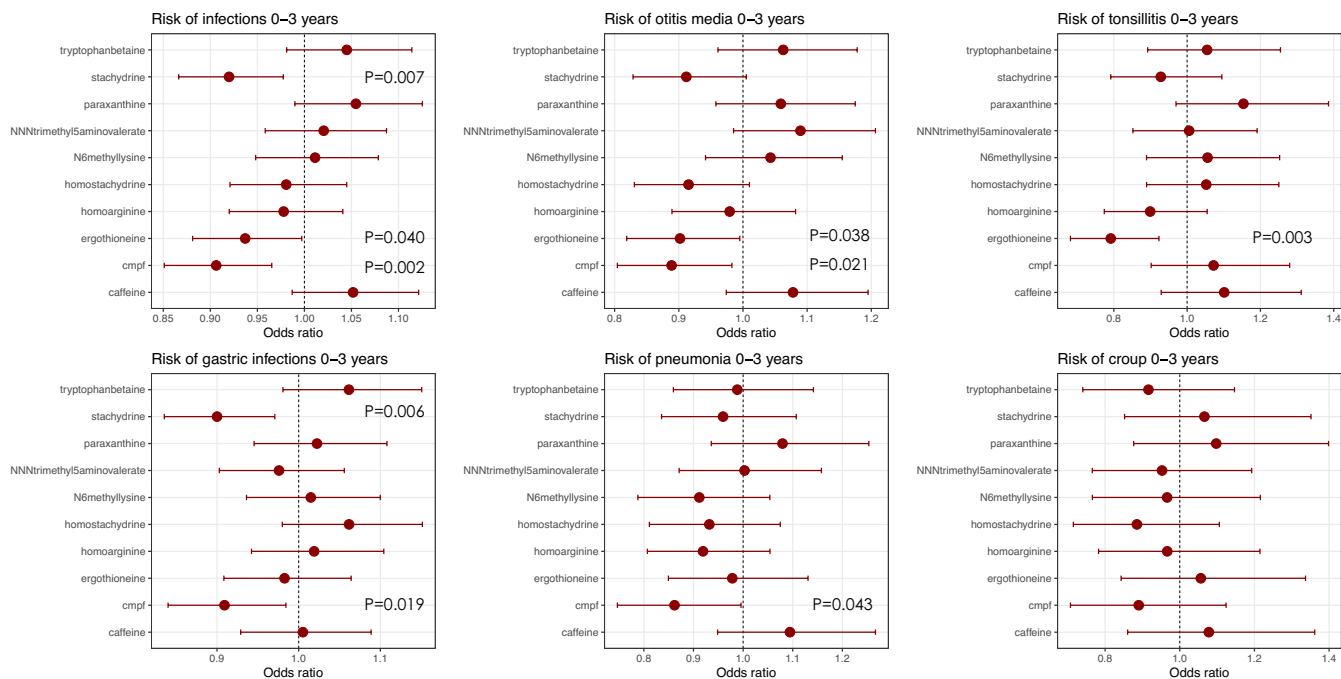 Risk of infections 0−3 years
tryptophanbetaine
stachydrine
P=0.007
paraxanthine
NNNtrimethyl5aminovalerate
N6methyllysine
homostachydrine
homoarginine
ergothioneine
P=0.040
cmpf
P=0.002
caffeine
0.85 0.90 0.95 1.00 1.05 1.10
Odds ratio
Risk of otitis media 0−3 years
tryptophanbetaine
stachydrine
paraxanthine
NNNtrimethyl5aminovalerate
N6methyllysine
homostachydrine
homoarginine
ergothioneine
P=0.038
cmpf
P=0.021
caffeine
0.8 0.9 1.0 1.1 1.2
Odds ratio
Risk of tonsillitis 0−3 years
tryptophanbetaine
stachydrine
paraxanthine
NNNtrimethyl5aminovalerate
N6methyllysine
homostachydrine
homoarginine
ergothioneine
P=0.003
cmpf
caffeine
0.8 1.0 1.2 1.4
Odds ratio
Risk of gastric infections 0−3 years
tryptophanbetaine
P=0.006
stachydrine
paraxanthine
NNNtrimethyl5aminovalerate
N6methyllysine
homostachydrine
homoarginine
ergothioneine
cmpf
P=0.019
caffeine
0.9 1.0 1.1
Odds ratio
Risk of pneumonia 0−3 years
tryptophanbetaine
stachydrine
paraxanthine
NNNtrimethyl5aminovalerate
N6methyllysine
homostachydrine
homoarginine
ergothioneine
cmpf
P=0.043
caffeine
0.8 0.9 1.0 1.1 1.2
Odds ratio
Risk of croup 0−3 years
tryptophanbetaine
stachydrine
paraxanthine
NNNtrimethyl5aminovalerate
N6methyllysine
homostachydrine
homoarginine
ergothioneine
cmpf
caffeine
0.8 1.0 1.2 1.4
Odds ratio